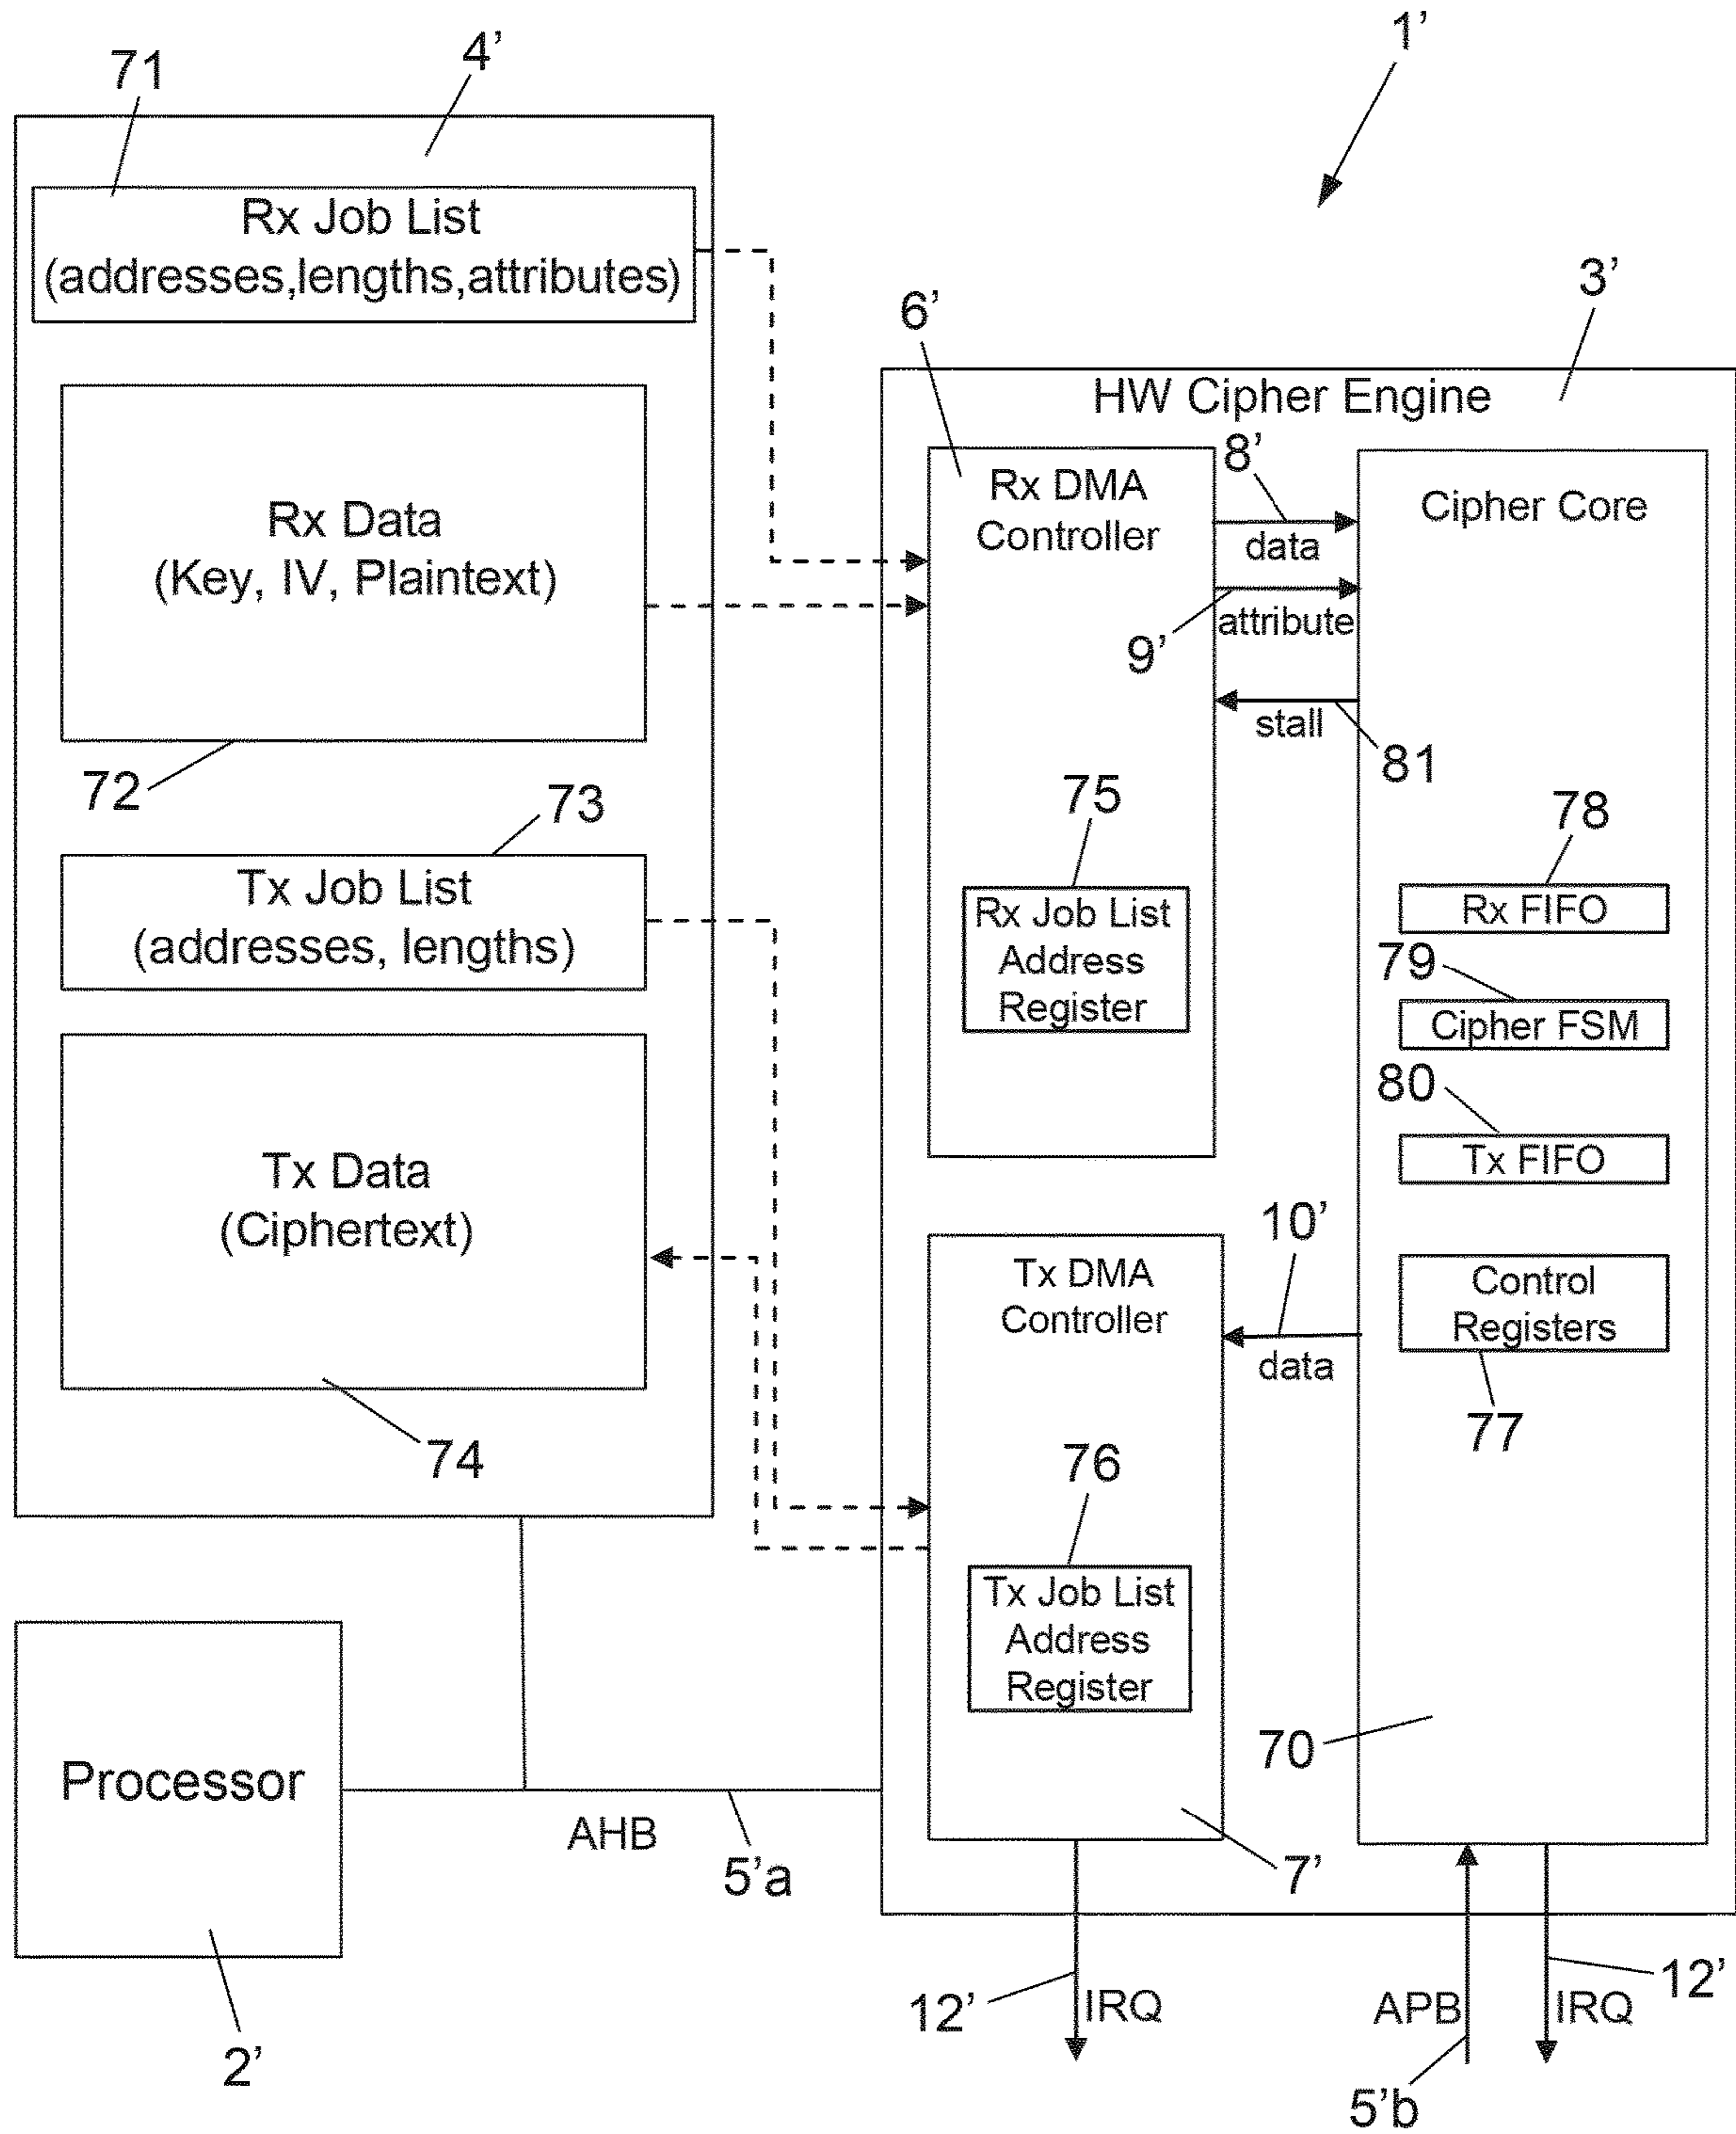 1’
4’
71
Rx Job List
(addresses,lengths,attributes)
3’
6’
HW Cipher Engine
Rx Data
(Key, IV, Plaintext)
Rx DMA
Controller
8’
data
9’
attribute
Cipher Core
stall
81
72
73
Tx Job List
(addresses, lengths)
75
Rx Job List
Address
Register
78
Rx FIFO
79
Cipher FSM
80
Tx FIFO
Tx Data
(Ciphertext)
74
Tx DMA
Controller
10’
data
Control
Registers
77
76
Tx Job List
Address
Register
70
Processor
AHB
5’a
7’
2’
12’
IRQ
APB
5’b
IRQ
12’